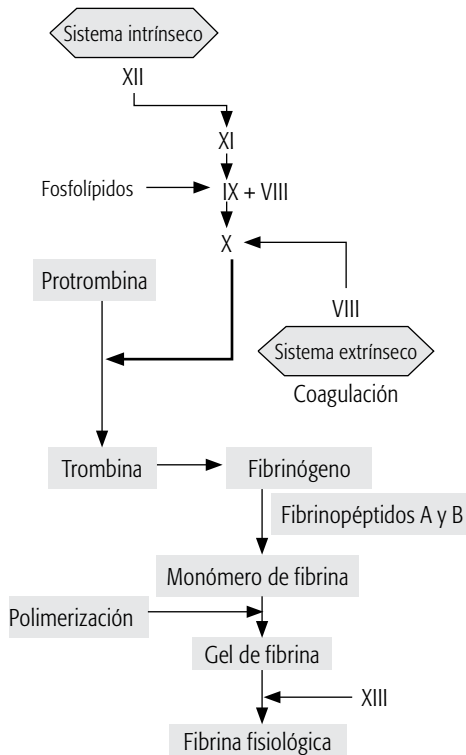 Sistema intrínseco
XII
XI
Fosfolípidos
IX + VIII
X
Protrombina
VIII
Sistema extrínseco
Coagulación
Trombina
Fibrinógeno
Fibrinopéptidos A y B
Monómero de fibrina
Polimerización
Gel de fibrina
XIII
Fibrina fisiológica